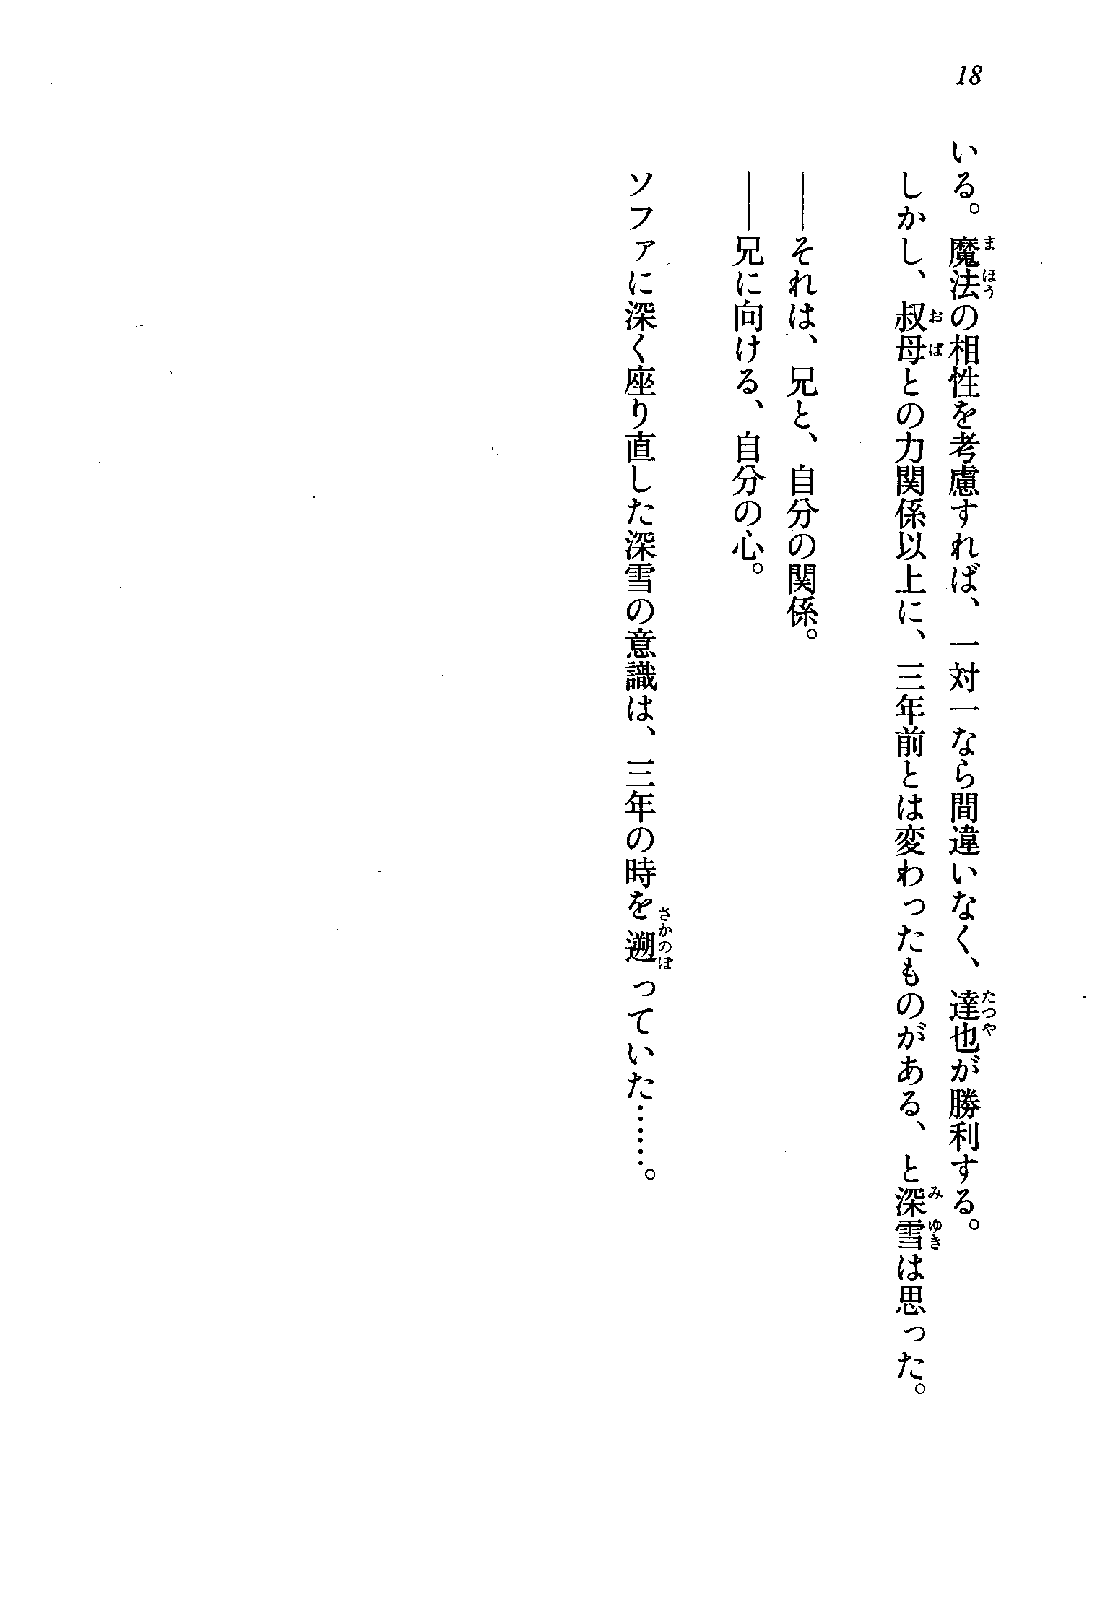 18
いる。魔法の相性を考慮すれば、一対一なら間違いなく、達也が勝利する。
しかし、叔母との力関係以上に、三年前とは変わったものがある、と深雪は思った。
――それは、兄と、自分の関係。
――兄に向ける、自分の心。
ソファに深く座り直した深雪の意識は、三年の時を遡っていた……。